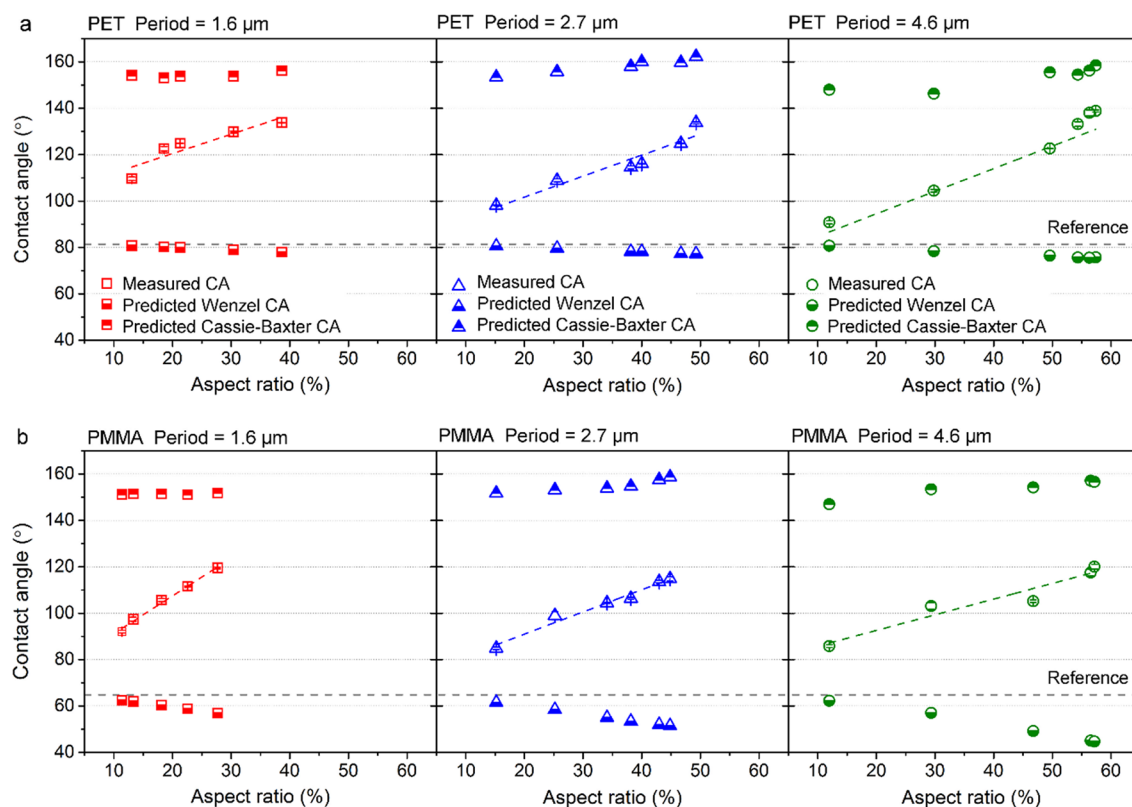 a
PET Period = 1.6 µm
PET Period = 2.7 µm
PET Period = 4.6 µm
Contact angle (°)
160
140
120
100
80
60
40
Reference
Measured CA
Predicted Wenzel CA
Predicted Cassie-Baxter CA
Measured CA
Predicted Wenzel CA
Predicted Cassie-Baxter CA
Measured CA
Predicted Wenzel CA
Predicted Cassie-Baxter CA
10 20 30 40 50 60 10 20 30 40 50 60 10 20 30 40 50 60
Aspect ratio (%)
Aspect ratio (%)
Aspect ratio (%)
b
PMMA Period = 1.6 µm
PMMA Period = 2.7 µm
PMMA Period = 4.6 µm
Contact angle (°)
160
140
120
100
80
60
40
Reference
10 20 30 40 50 60 10 20 30 40 50 60 10 20 30 40 50 60
Aspect ratio (%)
Aspect ratio (%)
Aspect ratio (%)